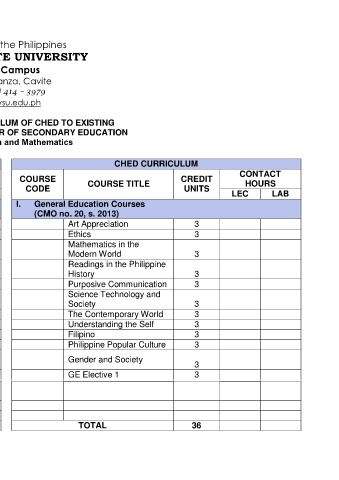 the Philippines
TE UNIVERSITY
Campus
anza, Cavite
414 – 3979
su.edu.ph
LUM OF CHED TO EXISTING
R OF SECONDARY EDUCATION
and Mathematics
CHED CURRICULUM
COURSE CODE COURSE TITLE CREDIT UNITS CONTACT HOURS
LEC LAB
I. General Education Courses
(CMO no. 20, s. 2013)
Art Appreciation 3
Ethics 3
Mathematics in the
Modern World 3
Readings in the Philippine
History 3
Purposive Communication 3
Science Technology and
Society 3
The Contemporary World 3
Understanding the Self 3
Filipino 3
Philippine Popular Culture 3
Gender and Society 3
GE Elective 1 3
TOTAL 36